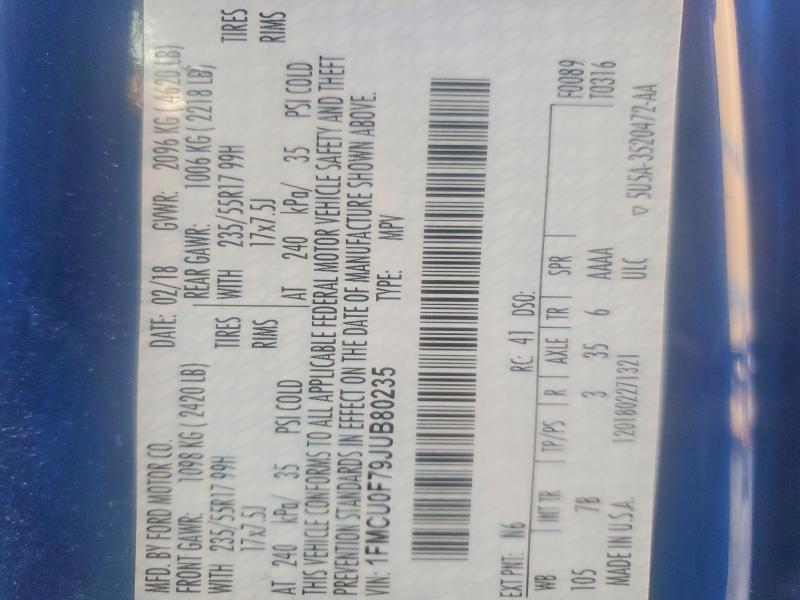 MFD. BY FORD MOTOR CO.
DATE: 02/18 GVWR: 2096 KG ( 4620 LB)
FRONT GAWR: 1098 KG ( 2420 LB)
REAR GAWR: 1006 KG ( 2218 LB)
WITH 235/55R17 99H TIRES
WITH 235/55R17 99H TIRES
17x7.5J RIMS
17x7.5J RIMS
AT 240 kPa/ 35 PSI COLD
AT 240 kPa/ 35 PSI COLD
THIS VEHICLE CONFORMS TO ALL APPLICABLE FEDERAL MOTOR VEHICLE SAFETY AND THEFT
PREVENTION STANDARDS IN EFFECT ON THE DATE OF MANUFACTURE SHOWN ABOVE.
VIN: 1FMCU0F79JUB80235 TYPE: MPV
EXT PNT: N6 RC: 41 DSO:
F0089
WB INT TR TP/PS R AXLE TR SPR T0316
105 7B 3 35 6 AAAA
MADE IN U.S.A. 1201802271321 ULC ▽ 5U5A-3520472-AA